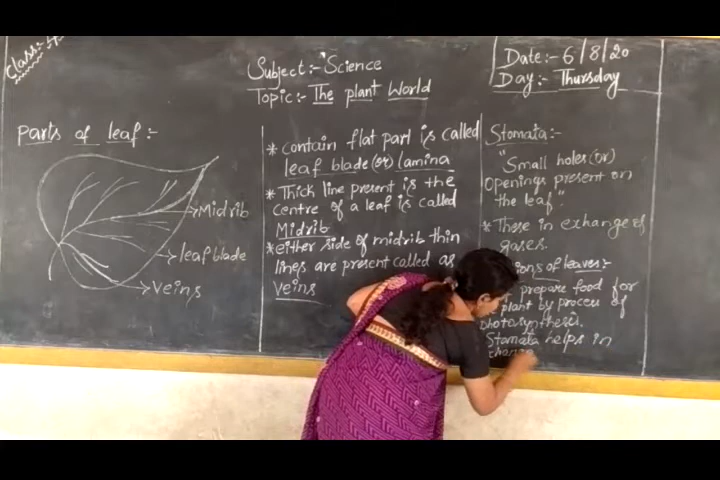 Class:- 4
Subject:- Science
Topic:- The plant World
Date:- 6/8/20
Day:- Thursday
Parts of leaf:-
Midrib
leaf blade
veins
* contain flat part is called
leaf blade (or) lamina
* Thick line present is the
centre of a leaf is called
Midrib
* either side of midrib thin
lines are present called as
veins
Stomata:-
"Small holes (or)
Openings present on
the leaf".
* These in exchange of
gases.
of leaves:-
prepare food for
plant by process of
photosynthesis.
Stomata helps in